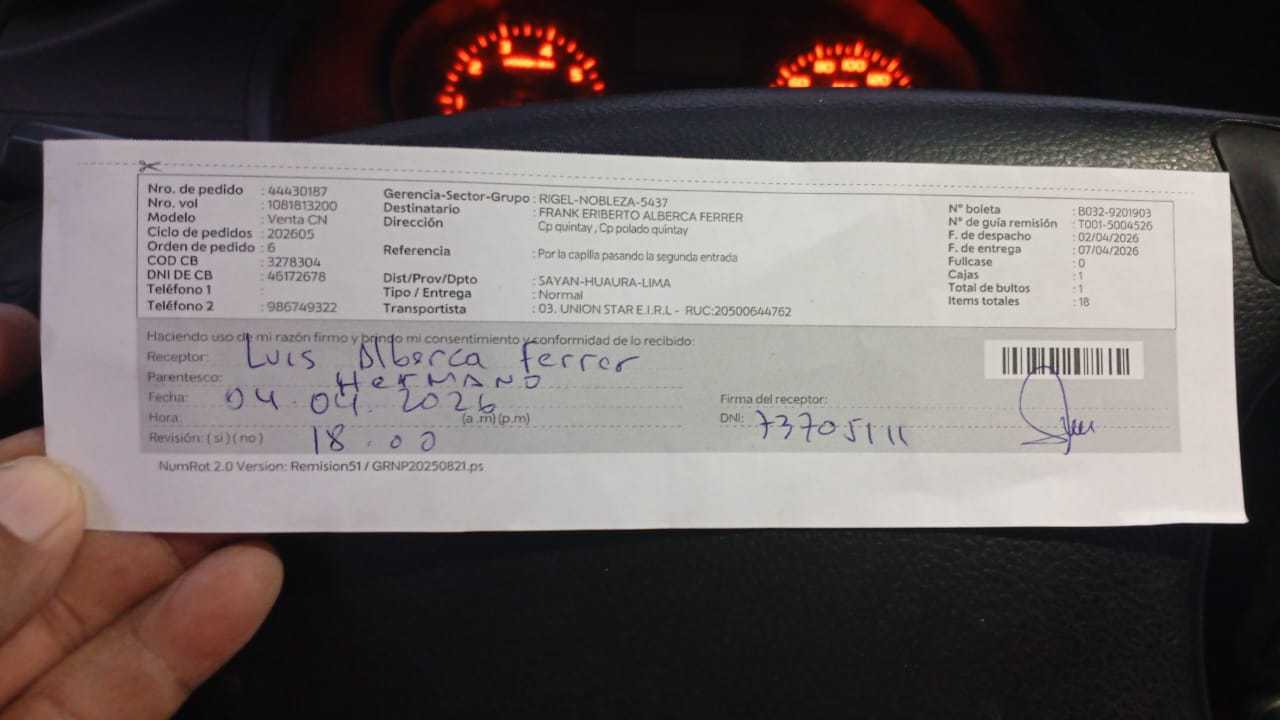 Nro. de pedido : 44430187
Nro. vol : 1081813200
Modelo : Venta CN
Ciclo de pedidos : 202605
Orden de pedido : 6
COD CB : 3278304
DNI DE CB : 46172678
Teléfono 1 :
Teléfono 2 : 986749322
Gerencia-Sector-Grupo : RIGEL-NOBLEZA-5437
Destinatario : FRANK ERIBERTO ALBERCA FERRER
Dirección Cp quintay , Cp polado quintay
Referencia : Por la capilla pasando la segunda entrada
Dist/Prov/Dpto : SAYAN-HUAURA-LIMA
Tipo / Entrega : Normal
Transportista : 03. UNION STAR E.I.R.L - RUC:20500644762
N° boleta : B032-9201903
N° de guía remisión : T001-5004526
F. de despacho : 02/04/2026
F. de entrega : 07/04/2026
Fullcase : 0
Cajas : 1
Total de bultos : 1
Items totales : 18
Haciendo uso de mi razón firmo y brindo mi consentimiento y conformidad de lo recibido:
Receptor: Luis Alberca Ferrer
Parentesco: HERMANO
Fecha: 04.04.2026
Hora: (a .m) (p.m)
Revisión: ( si ) ( no ) 18.00
Firma del receptor:
DNI: 73705111
NumRot 2.0 Version: Remision51 / GRNP20250821.ps
3
4
5
80
100
120